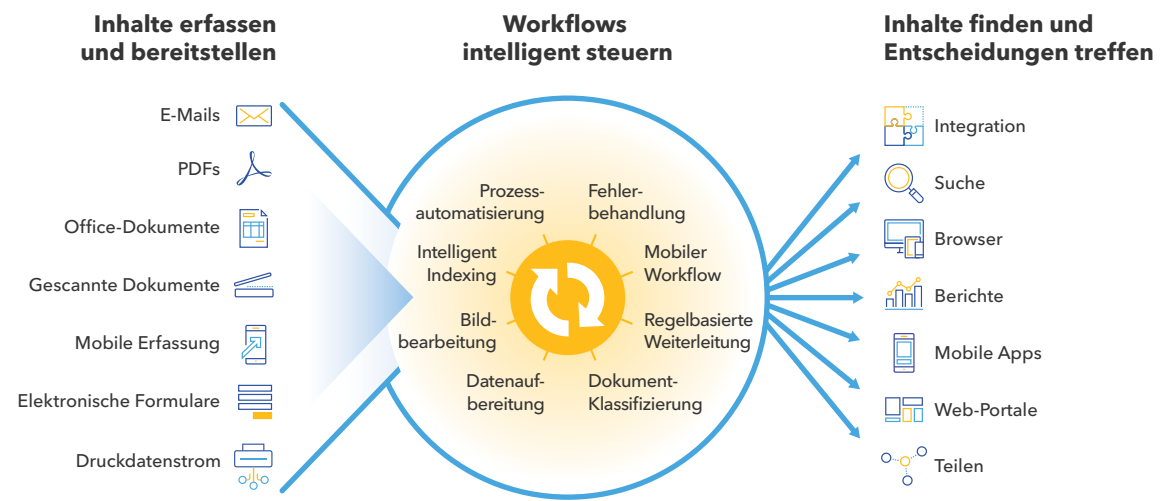 Inhalte erfassen
und bereitstellen
E-Mails
PDFs
Office-Dokumente
Gescannte Dokumente
Mobile Erfassung
Elektronische Formulare
Druckdatenstrom
Workflows
intelligent steuern
Prozess-
automatisierung
Fehler-
behandlung
Intelligent
Indexing
Mobiler
Workflow
Bild-
bearbeitung
Regelbasierte
Weiterleitung
Datenauf-
bereitung
Dokument-
Klassifizierung
Inhalte finden und
Entscheidungen treffen
Integration
Suche
Browser
Berichte
Mobile Apps
Web-Portale
Teilen